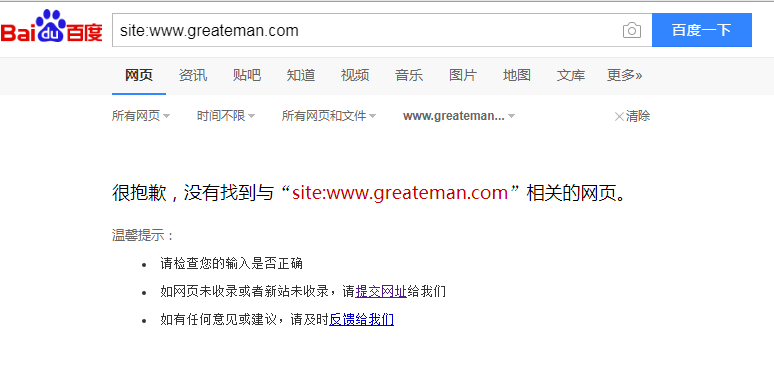 Bai du 百度 site:www.greateman.com 百度一下
网页 资讯 贴吧 知道 视频 音乐 图片 地图 文库 更多»
所有网页 时间不限 所有网页和文件 www.greateman... 清除
很抱歉，没有找到与“site:www.greateman.com”相关的网页。
温馨提示：
请检查您的输入是否正确
如网页未收录或者新站未收录，请提交网址给我们
如有任何意见或建议，请及时反馈给我们